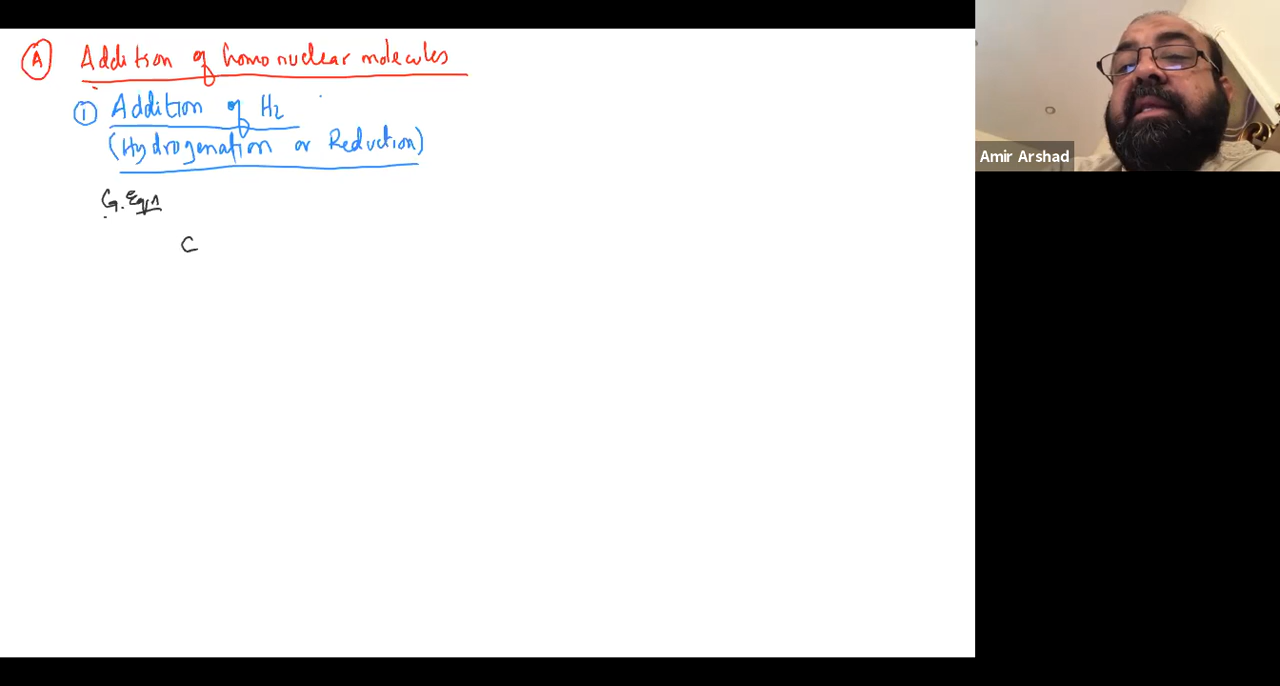 A Addition of homonuclear molecules
1 Addition of H2
(Hydrogenation or Reduction)
G. Eqn
C
Amir Arshad